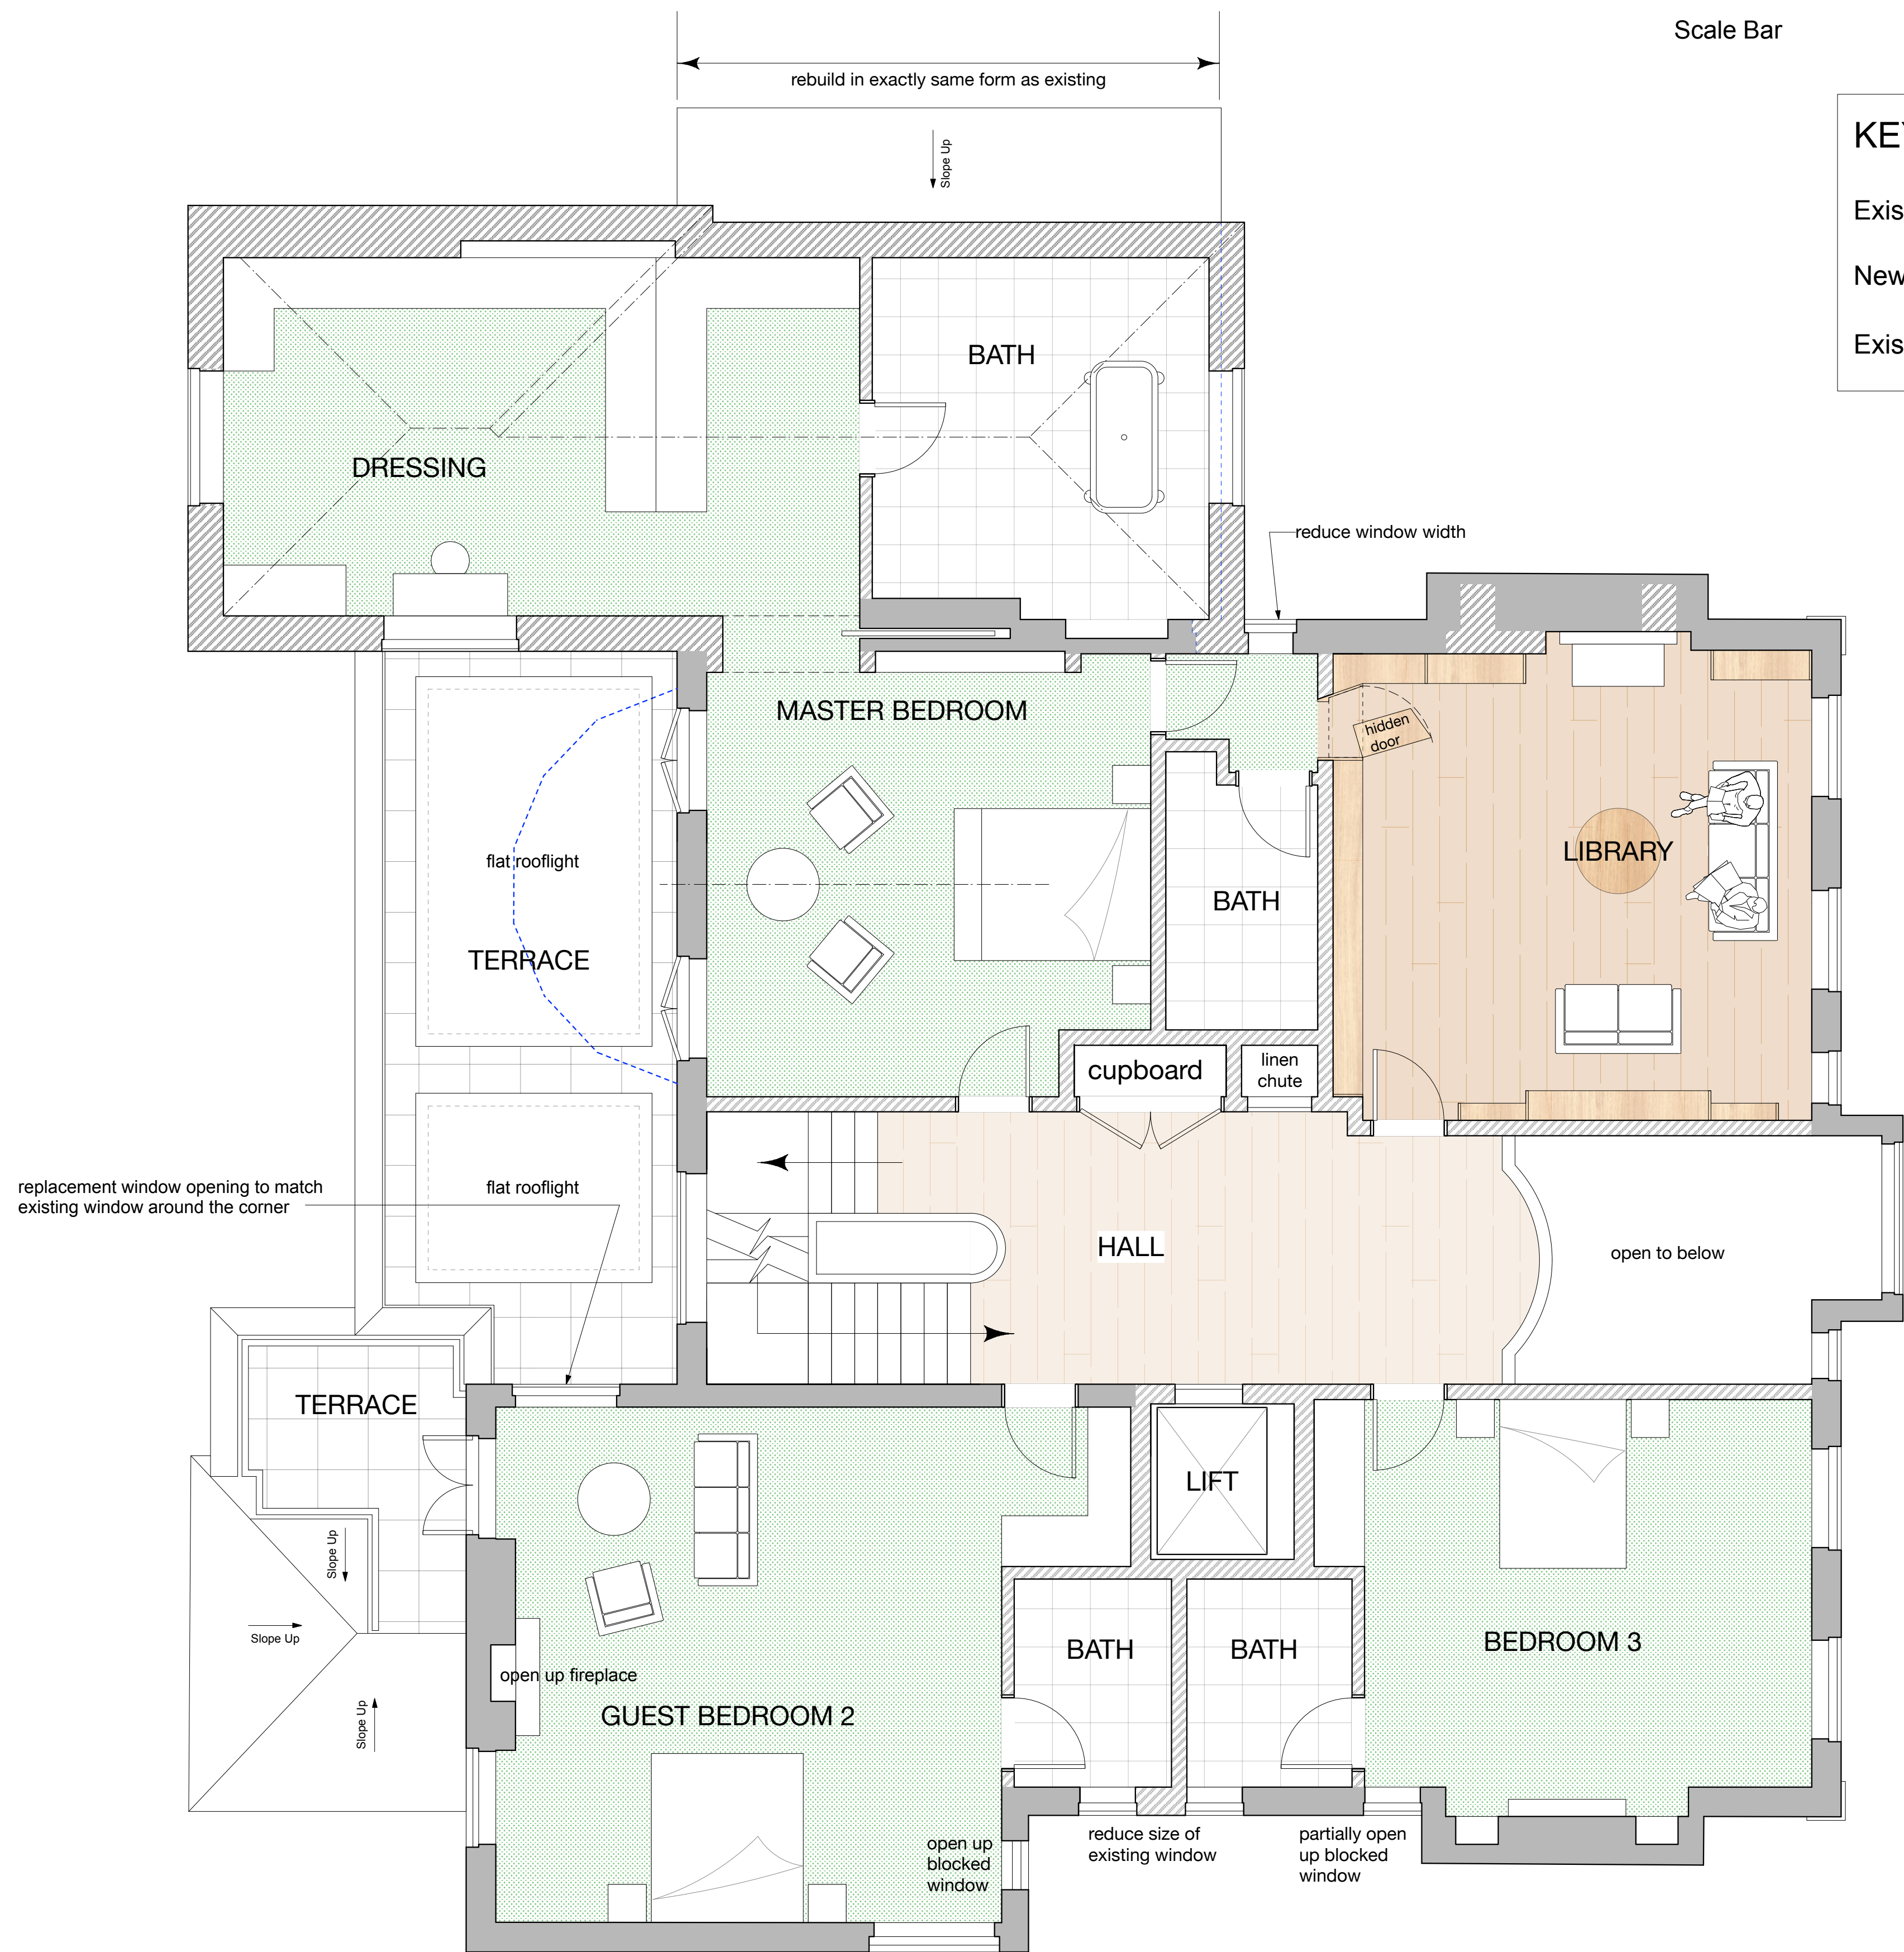 Scale Bar
rebuild in exactly same form as existing
KEY
Slope Up
Exis
New
Exis
BATH
DRESSING
reduce window width
MASTER BEDROOM
hidden
door
flat rooflight
LIBRARY
BATH
TERRACE
cupboard
linen
chute
replacement window opening to match
existing window around the corner
flat rooflight
HALL
open to below
TERRACE
LIFT
Slope Up
Slope Up
BATH
BATH
BEDROOM 3
open up fireplace
GUEST BEDROOM 2
Slope Up
open up
blocked
window
reduce size of
existing window
partially open
up blocked
window